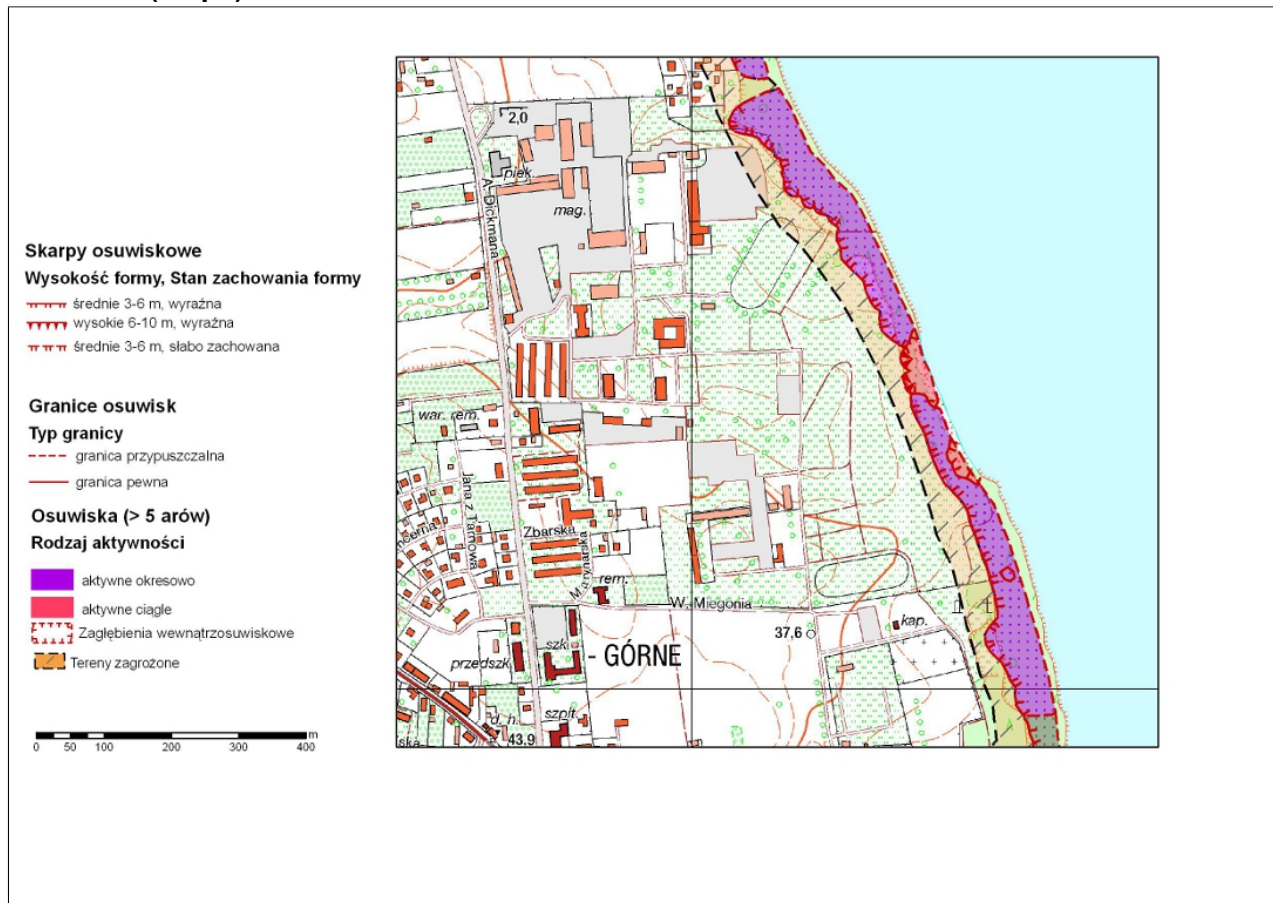 Skarpy osuwiskowe
Wysokość formy, Stan zachowania formy
średnie 3-6 m, wyraźna
wysokie 6-10 m, wyraźna
średnie 3-6 m, słabo zachowana
Granice osuwisk
Typ granicy
granica przypuszczalna
granica pewna
Osuwiska (> 5 arów)
Rodzaj aktywności
aktywne okresowo
aktywne ciągle
Zagłębienia wewnątrzosuwiskowe
Tereny zagrożone
0 50 100 200 300 400 m
2,0
piek.
mag.
A. Dickmana
war. rem.
Jana z Tarnowa
Zbarska
Marynarska
rem.
W. Miegonia
37,6
kap.
szk.
- GÓRNE
przedszk.
szpit.
d. h.
43,9
ska